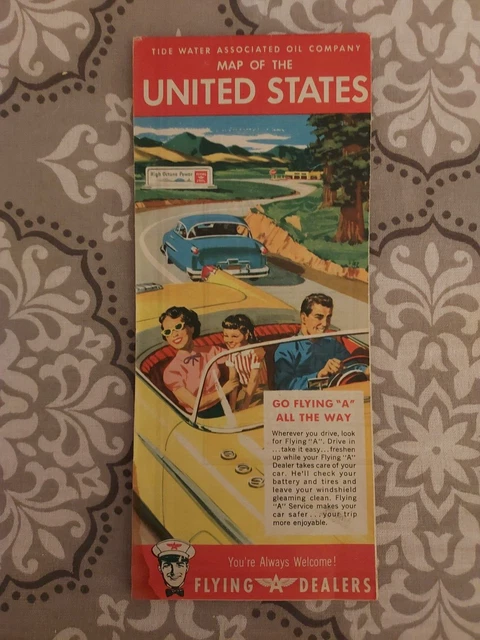 TIDE WATER ASSOCIATED OIL COMPANY
MAP OF THE
UNITED STATES
High Octane Power
GO FLYING "A"
ALL THE WAY
Wherever you drive, look
for Flying "A". Drive in
...take it easy...freshen
up while your Flying "A"
Dealer takes care of your
car. He'll check your
battery and tires and
leave your windshield
gleaming clean. Flying
"A" Service makes your
car safer...your trip
more enjoyable.
You're Always Welcome!
FLYING A DEALERS